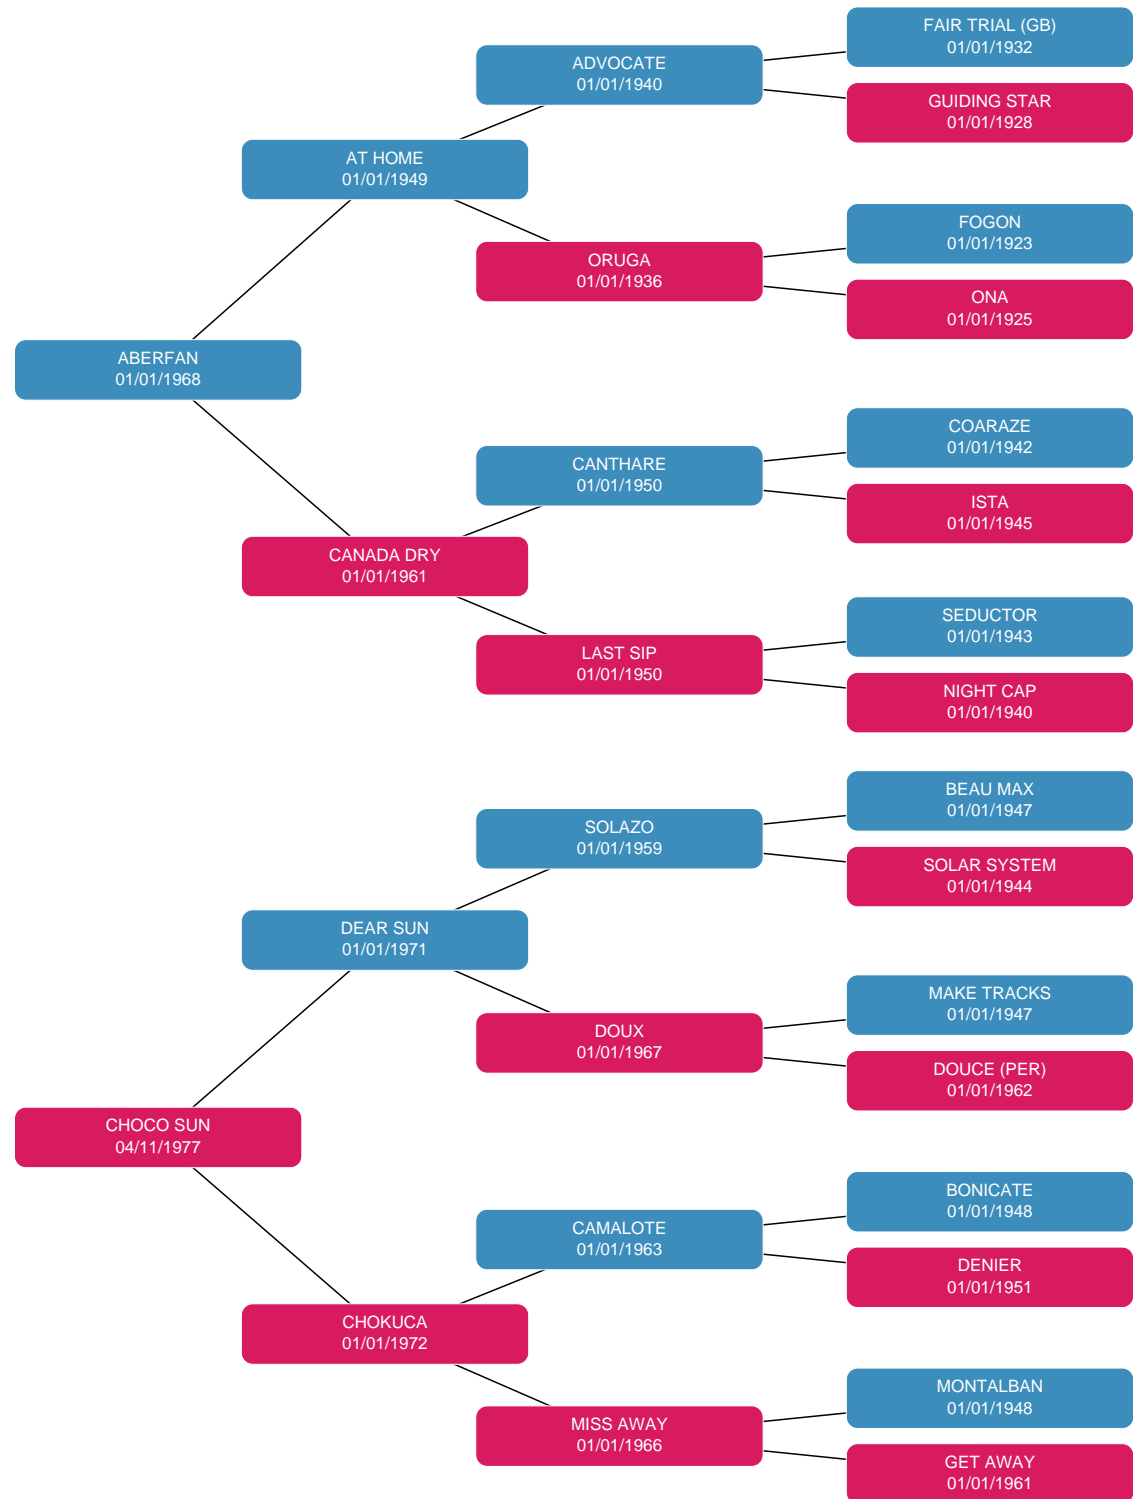 FAIR TRIAL (GB)
01/01/1932
ADVOCATE
01/01/1940
GUIDING STAR
01/01/1928
AT HOME
01/01/1949
FOGON
01/01/1923
ORUGA
01/01/1936
ONA
01/01/1925
ABERFAN
01/01/1968
COARAZE
01/01/1942
CANTHARE
01/01/1950
ISTA
01/01/1945
CANADA DRY
01/01/1961
SEDUCTOR
01/01/1943
LAST SIP
01/01/1950
NIGHT CAP
01/01/1940
BEAU MAX
01/01/1947
SOLAZO
01/01/1959
SOLAR SYSTEM
01/01/1944
DEAR SUN
01/01/1971
MAKE TRACKS
01/01/1947
DOUX
01/01/1967
DOUCE (PER)
01/01/1962
CHOCO SUN
04/11/1977
BONICATE
01/01/1948
CAMALOTE
01/01/1963
DENIER
01/01/1951
CHOKUCA
01/01/1972
MONTALBAN
01/01/1948
MISS AWAY
01/01/1966
GET AWAY
01/01/1961